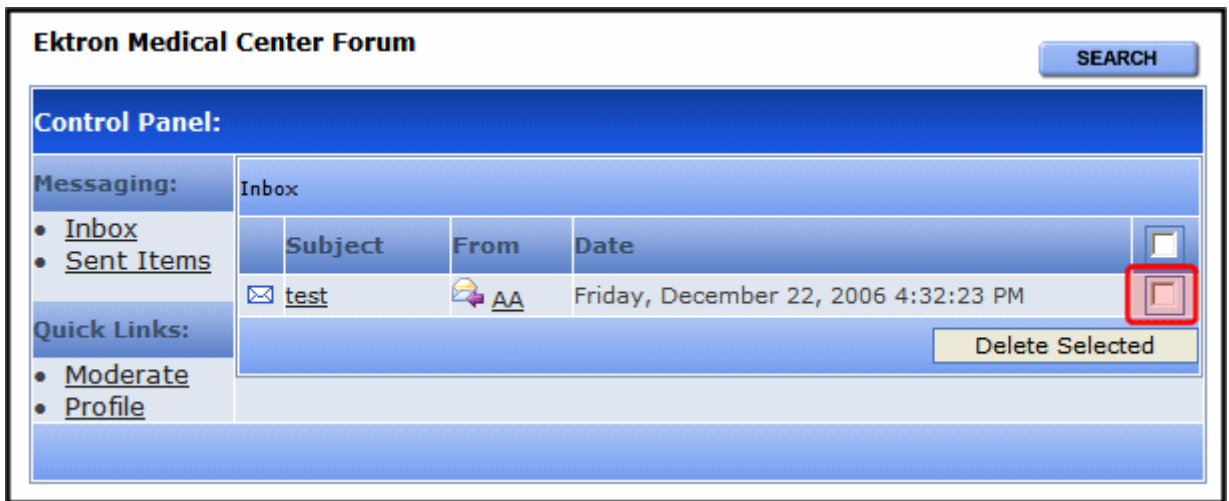 Ektron Medical Center Forum
SEARCH
Control Panel:
Messaging:
Inbox
Sent Items
Quick Links:
Moderate
Profile
Inbox
Subject From Date
test AA Friday, December 22, 2006 4:32:23 PM
Delete Selected